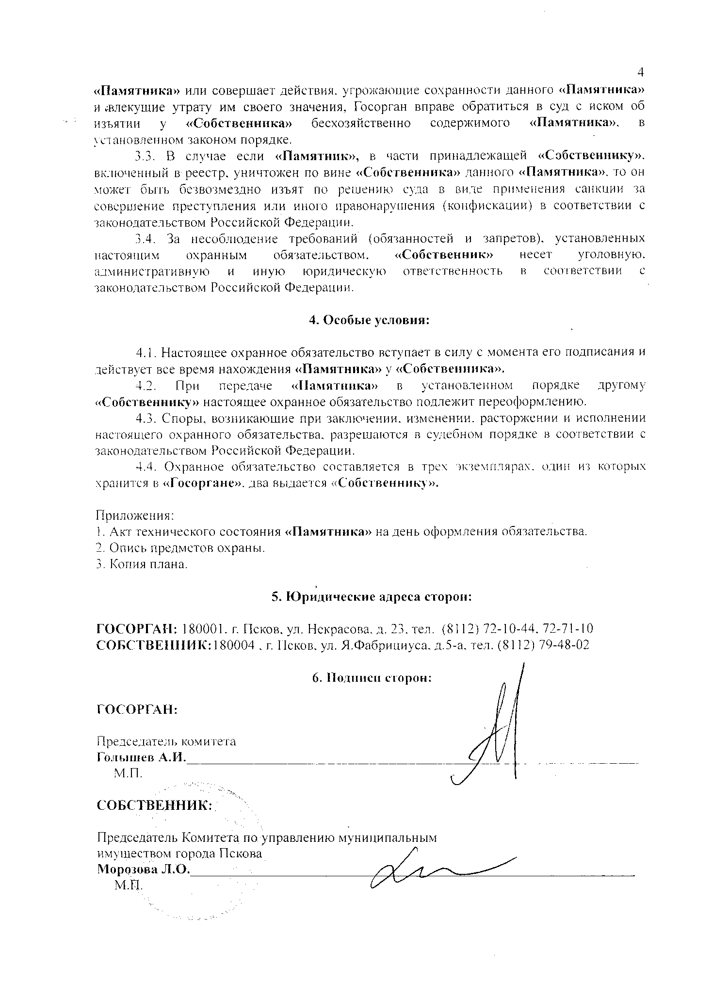 4
«Памятника» или совершает действия, угрожающие сохранности данного «Памятника»
и влекущие утрату им своего значения, Госорган вправе обратиться в суд с иском об
изъятии у «Собственника» бесхозяйственно содержимого «Памятника», в
установленном законом порядке.
3.3. В случае если «Памятник», в части принадлежащей «Собственнику»,
включенный в реестр, уничтожен по вине «Собственника» данного «Памятника», то он
может быть безвозмездно изъят по решению суда в виде применения санкции за
совершение преступления или иного правонарушения (конфискации) в соответствии с
законодательством Российской Федерации.
3.4. За несоблюдение требований (обязанностей и запретов), установленных
настоящим охранным обязательством, «Собственник» несет уголовную,
административную и иную юридическую ответственность в соответствии с
законодательством Российской Федерации.
4. Особые условия:
4.1. Настоящее охранное обязательство вступает в силу с момента его подписания и
действует все время нахождения «Памятника» у «Собственника».
4.2. При передаче «Памятника» в установленном порядке другому
«Собственнику» настоящее охранное обязательство подлежит переоформлению.
4.3. Споры, возникающие при заключении, изменении, расторжении и исполнении
настоящего охранного обязательства, разрешаются в судебном порядке в соответствии с
законодательством Российской Федерации.
4.4. Охранное обязательство составляется в трех экземплярах, один из которых
хранится в «Госоргане», два выдается «Собственнику».
Приложения:
1. Акт технического состояния «Памятника» на день оформления обязательства.
2. Опись предметов охраны.
3. Копия плана.
5. Юридические адреса сторон:
ГОСОРГАН: 180001, г. Псков, ул. Некрасова, д. 23, тел. (8112) 72-10-44, 72-71-10
СОБСТВЕННИК:180004 , г. Псков, ул. Я.Фабрициуса, д.5-а, тел. (8112) 79-48-02
6. Подписи сторон:
ГОСОРГАН:
Председатель комитета
Голышев А.И.
М.П.
СОБСТВЕННИК:
Председатель Комитета по управлению муниципальным
имуществом города Пскова
Морозова Л.О.
М.П.